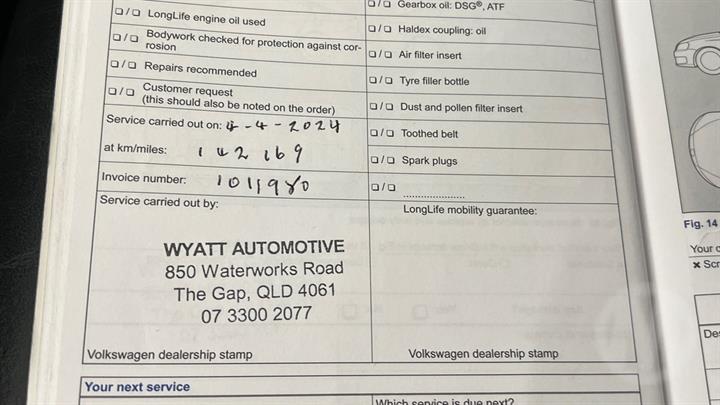 ☐ / ☐ LongLife engine oil used
☐ / ☐ Bodywork checked for protection against cor-
rosion
☐ / ☐ Repairs recommended
☐ / ☐ Customer request
(this should also be noted on the order)
Service carried out on: 4-4-2024
at km/miles: 142 169
Invoice number: 1011980
Service carried out by:
WYATT AUTOMOTIVE
850 Waterworks Road
The Gap, QLD 4061
07 3300 2077
Volkswagen dealership stamp
☐ / ☐ Gearbox oil: DSG®, ATF
☐ / ☐ Haldex coupling: oil
☐ / ☐ Air filter insert
☐ / ☐ Tyre filler bottle
☐ / ☐ Dust and pollen filter insert
☐ / ☐ Toothed belt
☐ / ☐ Spark plugs
☐ / ☐ .....................
LongLife mobility guarantee:
Volkswagen dealership stamp
Your next service
Which service is due next?
Fig. 14
Your